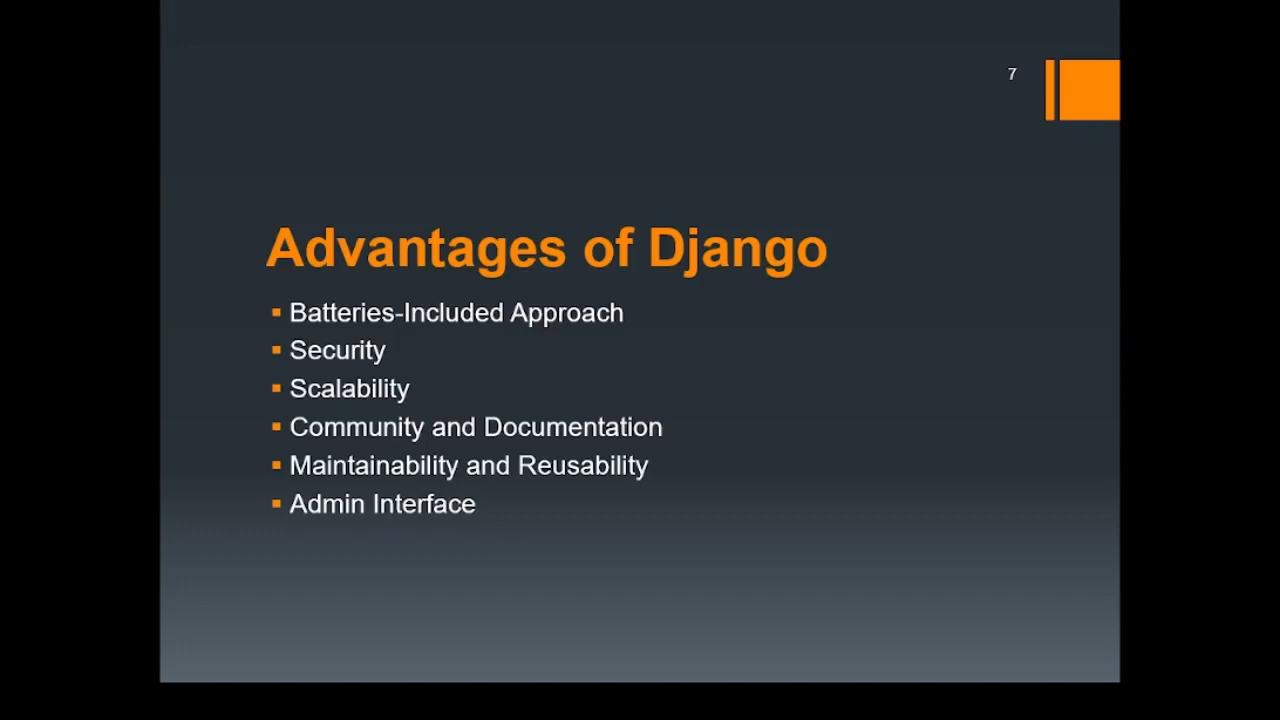 7
Advantages of Django
Batteries-Included Approach
Security
Scalability
Community and Documentation
Maintainability and Reusability
Admin Interface